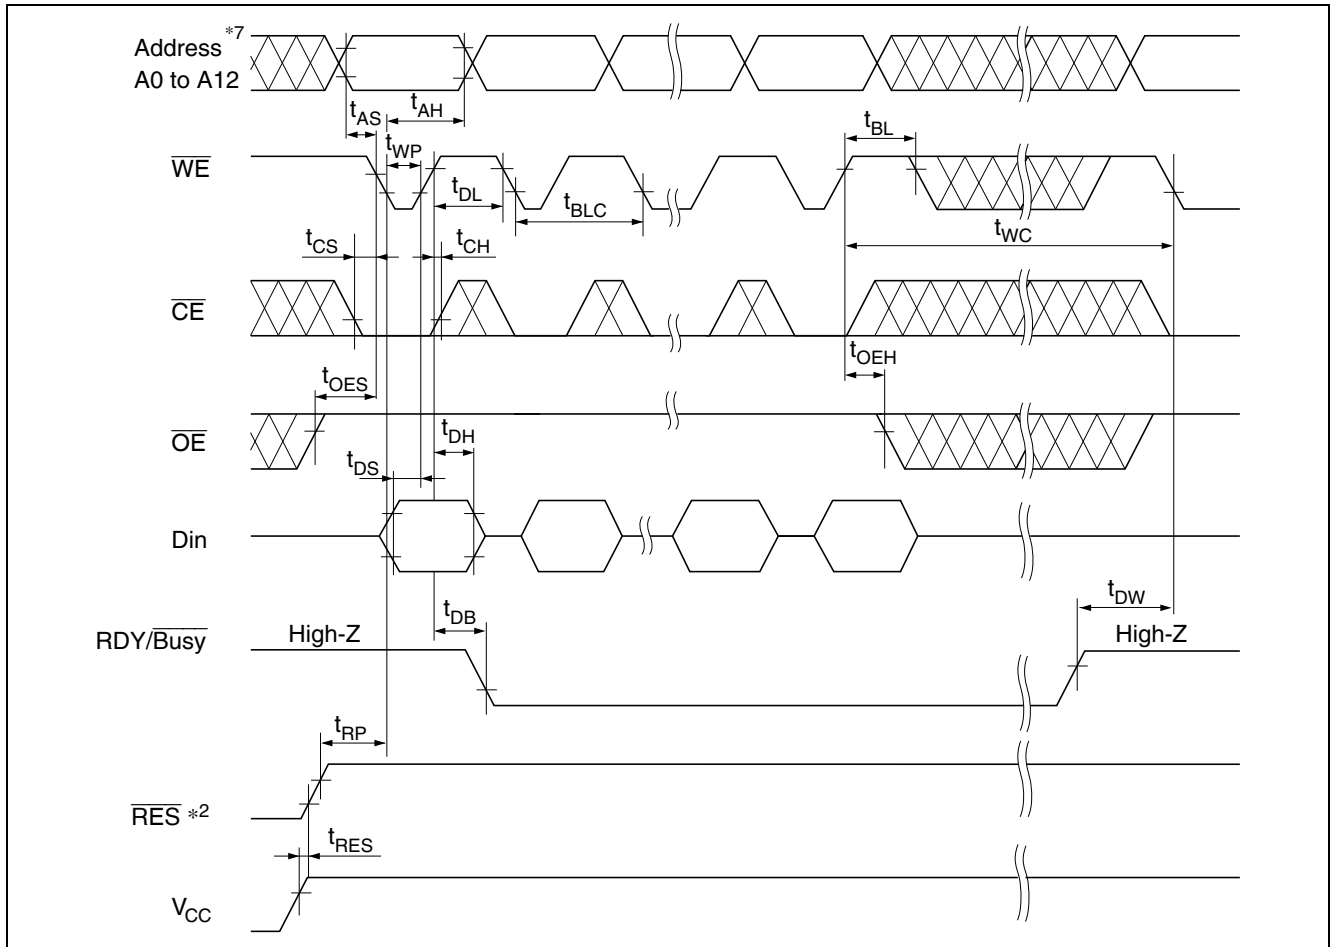 Address *7
A0 to A12
tAS
tAH
tWP
tBL
WE
tDL
tBLC
tWC
tCS
tCH
CE
tOEH
tOES
OE
tDH
tDS
Din
tDB
tDW
RDY/Busy
High-Z
High-Z
tRP
RES *2
tRES
VCC